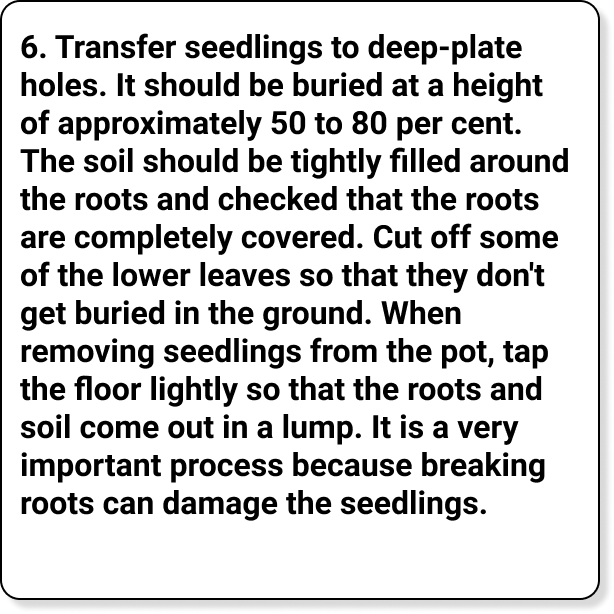 6. Transfer seedlings to deep-plate
holes. It should be buried at a height
of approximately 50 to 80 per cent.
The soil should be tightly filled around
the roots and checked that the roots
are completely covered. Cut off some
of the lower leaves so that they don't
get buried in the ground. When
removing seedlings from the pot, tap
the floor lightly so that the roots and
soil come out in a lump. It is a very
important process because breaking
roots can damage the seedlings.